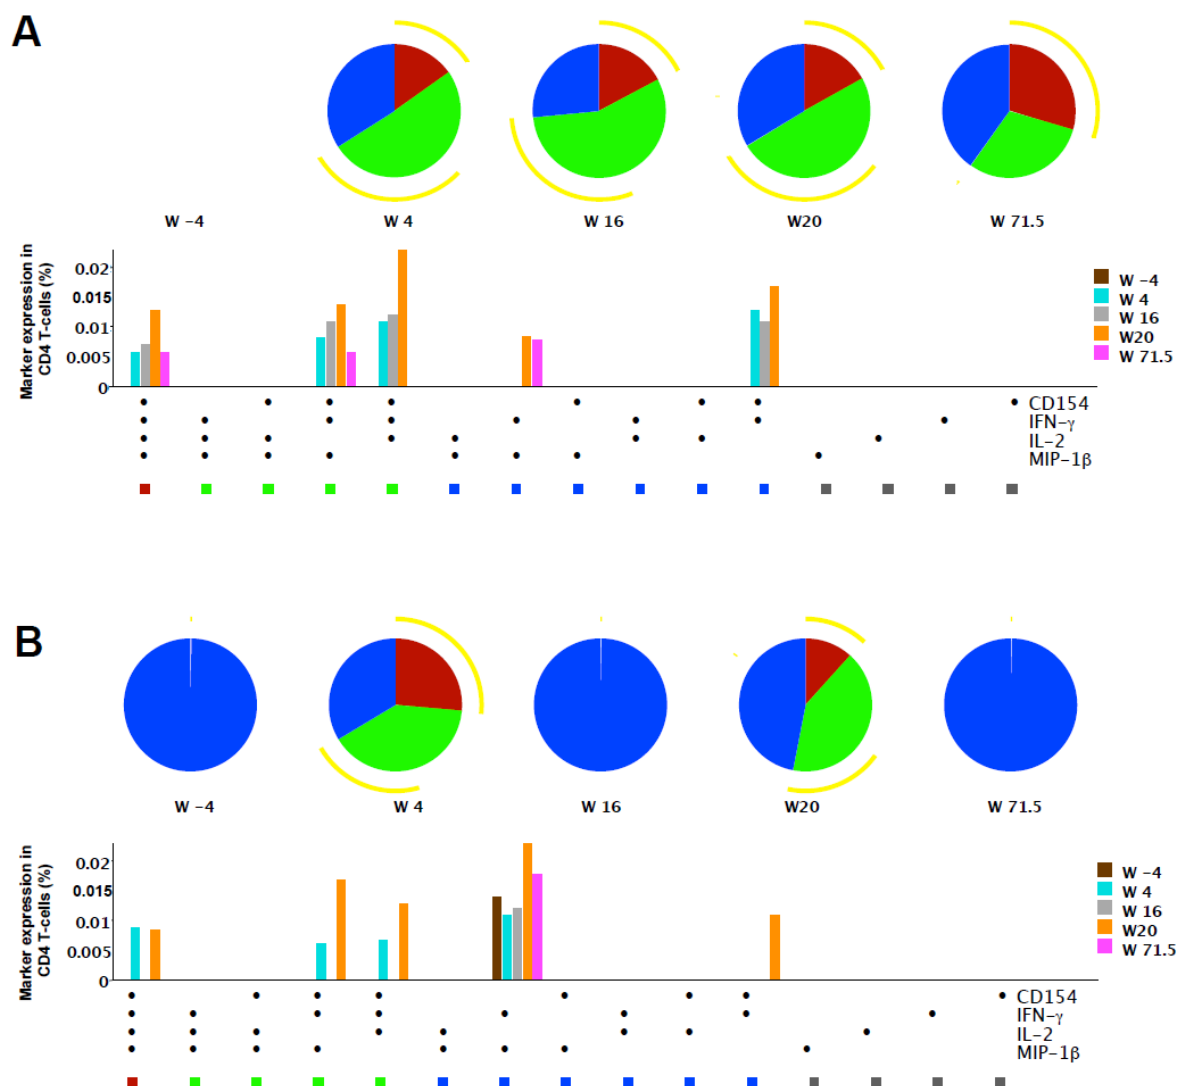 A
W −4
W 4
W 16
W20
W 71.5
Marker expression in
CD4 T-cells (%)
0.02
0.015
0.01
0.005
0
W −4
W 4
W 16
W20
W 71.5
CD154
IFN−γ
IL−2
MIP−1β
B
W −4
W 4
W 16
W20
W 71.5
Marker expression in
CD4 T-cells (%)
0.02
0.015
0.01
0.005
0
W −4
W 4
W 16
W20
W 71.5
CD154
IFN−γ
IL−2
MIP−1β